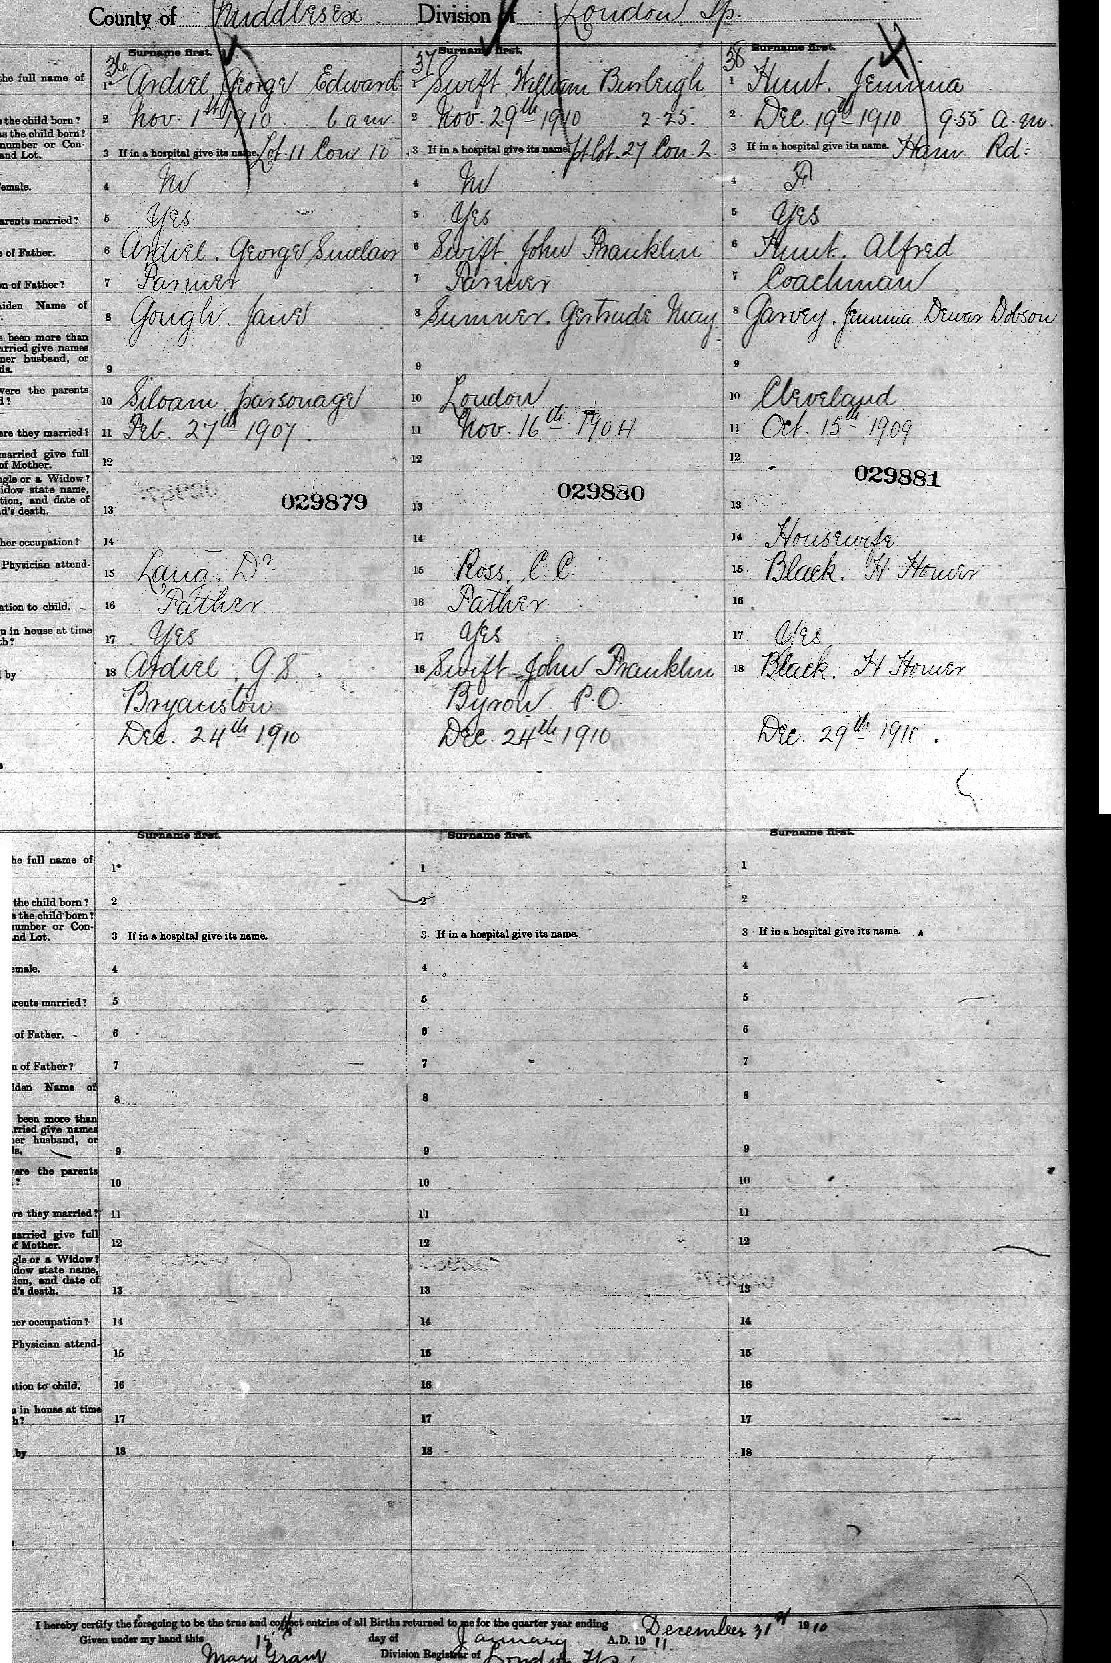 County of Middlesex Division of London Tp.
Surname first. Surname first. Surname first.
36 37 38
the full name of 1 Ardiel George Edward 1 Swift William Burleigh 1 Hunt. Jemima
the child born? 2 Nov. 1st 1910 6 am 2 Nov. 29th 1910 2-25. 2 Dec 19th 1910 9-55 a.m.
s the child born?
number or Con-
and Lot. 3 If in a hospital give its name. Lot 11 Con 3 If in a hospital give its name. pt Lot. 27 Con. 2 3 If in a hospital give its name. Ham Rd.
emale. 4 M 4 M 4 F
arents married? 5 Yes 5 Yes 5 Yes
e of Father. 6 Ardiel. George Sinclair 6 Swift. John Franklin 6 Hunt. Alfred
n of Father? 7 Farmer 7 Farmer 7 Coachman
aiden Name of 8 Gough. Jane 8 Sumner. Gertrude May 8 Garvey. Jemima Dewar Dobson
s been more than
arried give names
ner husband, or
ds. 9 9 9
were the parents
d? 10 Siloam parsonage 10 London 10 Cleveland
ere they married? 11 Feb. 27th 1907. 11 Nov. 16th 1904 11 Oct. 15th 1909
married give full
of Mother. 12 12 12
ngle or a Widow?
idow state name,
tion, and date of
d's death. 13 029879 13 029880 13 029881
her occupation? 14 14 14 Housewife
Physician attend- 15 15 Ross. C. C. 15 Black. H Homer
ation to child. 16 Father 16 Father 16
n in house at time
h? 17 Yes 17 Yes 17 Yes
by 18 Ardiel. G S. 18 Swift John Franklin 18 Black. H Homer
Bryanston Byron P.O.
Dec. 24th 1910 Dec. 24th 1910 Dec. 29th 1910.
Surname first. Surname first. Surname first.
he full name of 1 1 1
the child born? 2 2 2
s the child born?
number or Con-
nd Lot. 3 If in a hospital give its name. 3 If in a hospital give its name. 3 If in a hospital give its name.
emale. 4 4 4
rents married? 5 5 5
of Father. 6 6 6
n of Father? 7 7 7
iden Name of 8 8 8
been more than
rried give names
er husband, or
ls. 9 9 9
ere the parents
? 10 10 10
re they married? 11 11 11
married give full
f Mother. 12 12 12
gle or a Widow?
dow state name,
ion, and date of
d's death. 13 13 13
er occupation? 14 14 14
Physician attend- 15 15 15
tion to child. 16 16 16
n in house at time
h? 17 17 17
by 18 18 18
I hereby certify the foregoing to be the true and correct entries of all Births returned to me for the quarter year ending December 31st 1910
Given under my hand this day of January A.D. 1911.
Mary Grant Division Registrar of London Tp.